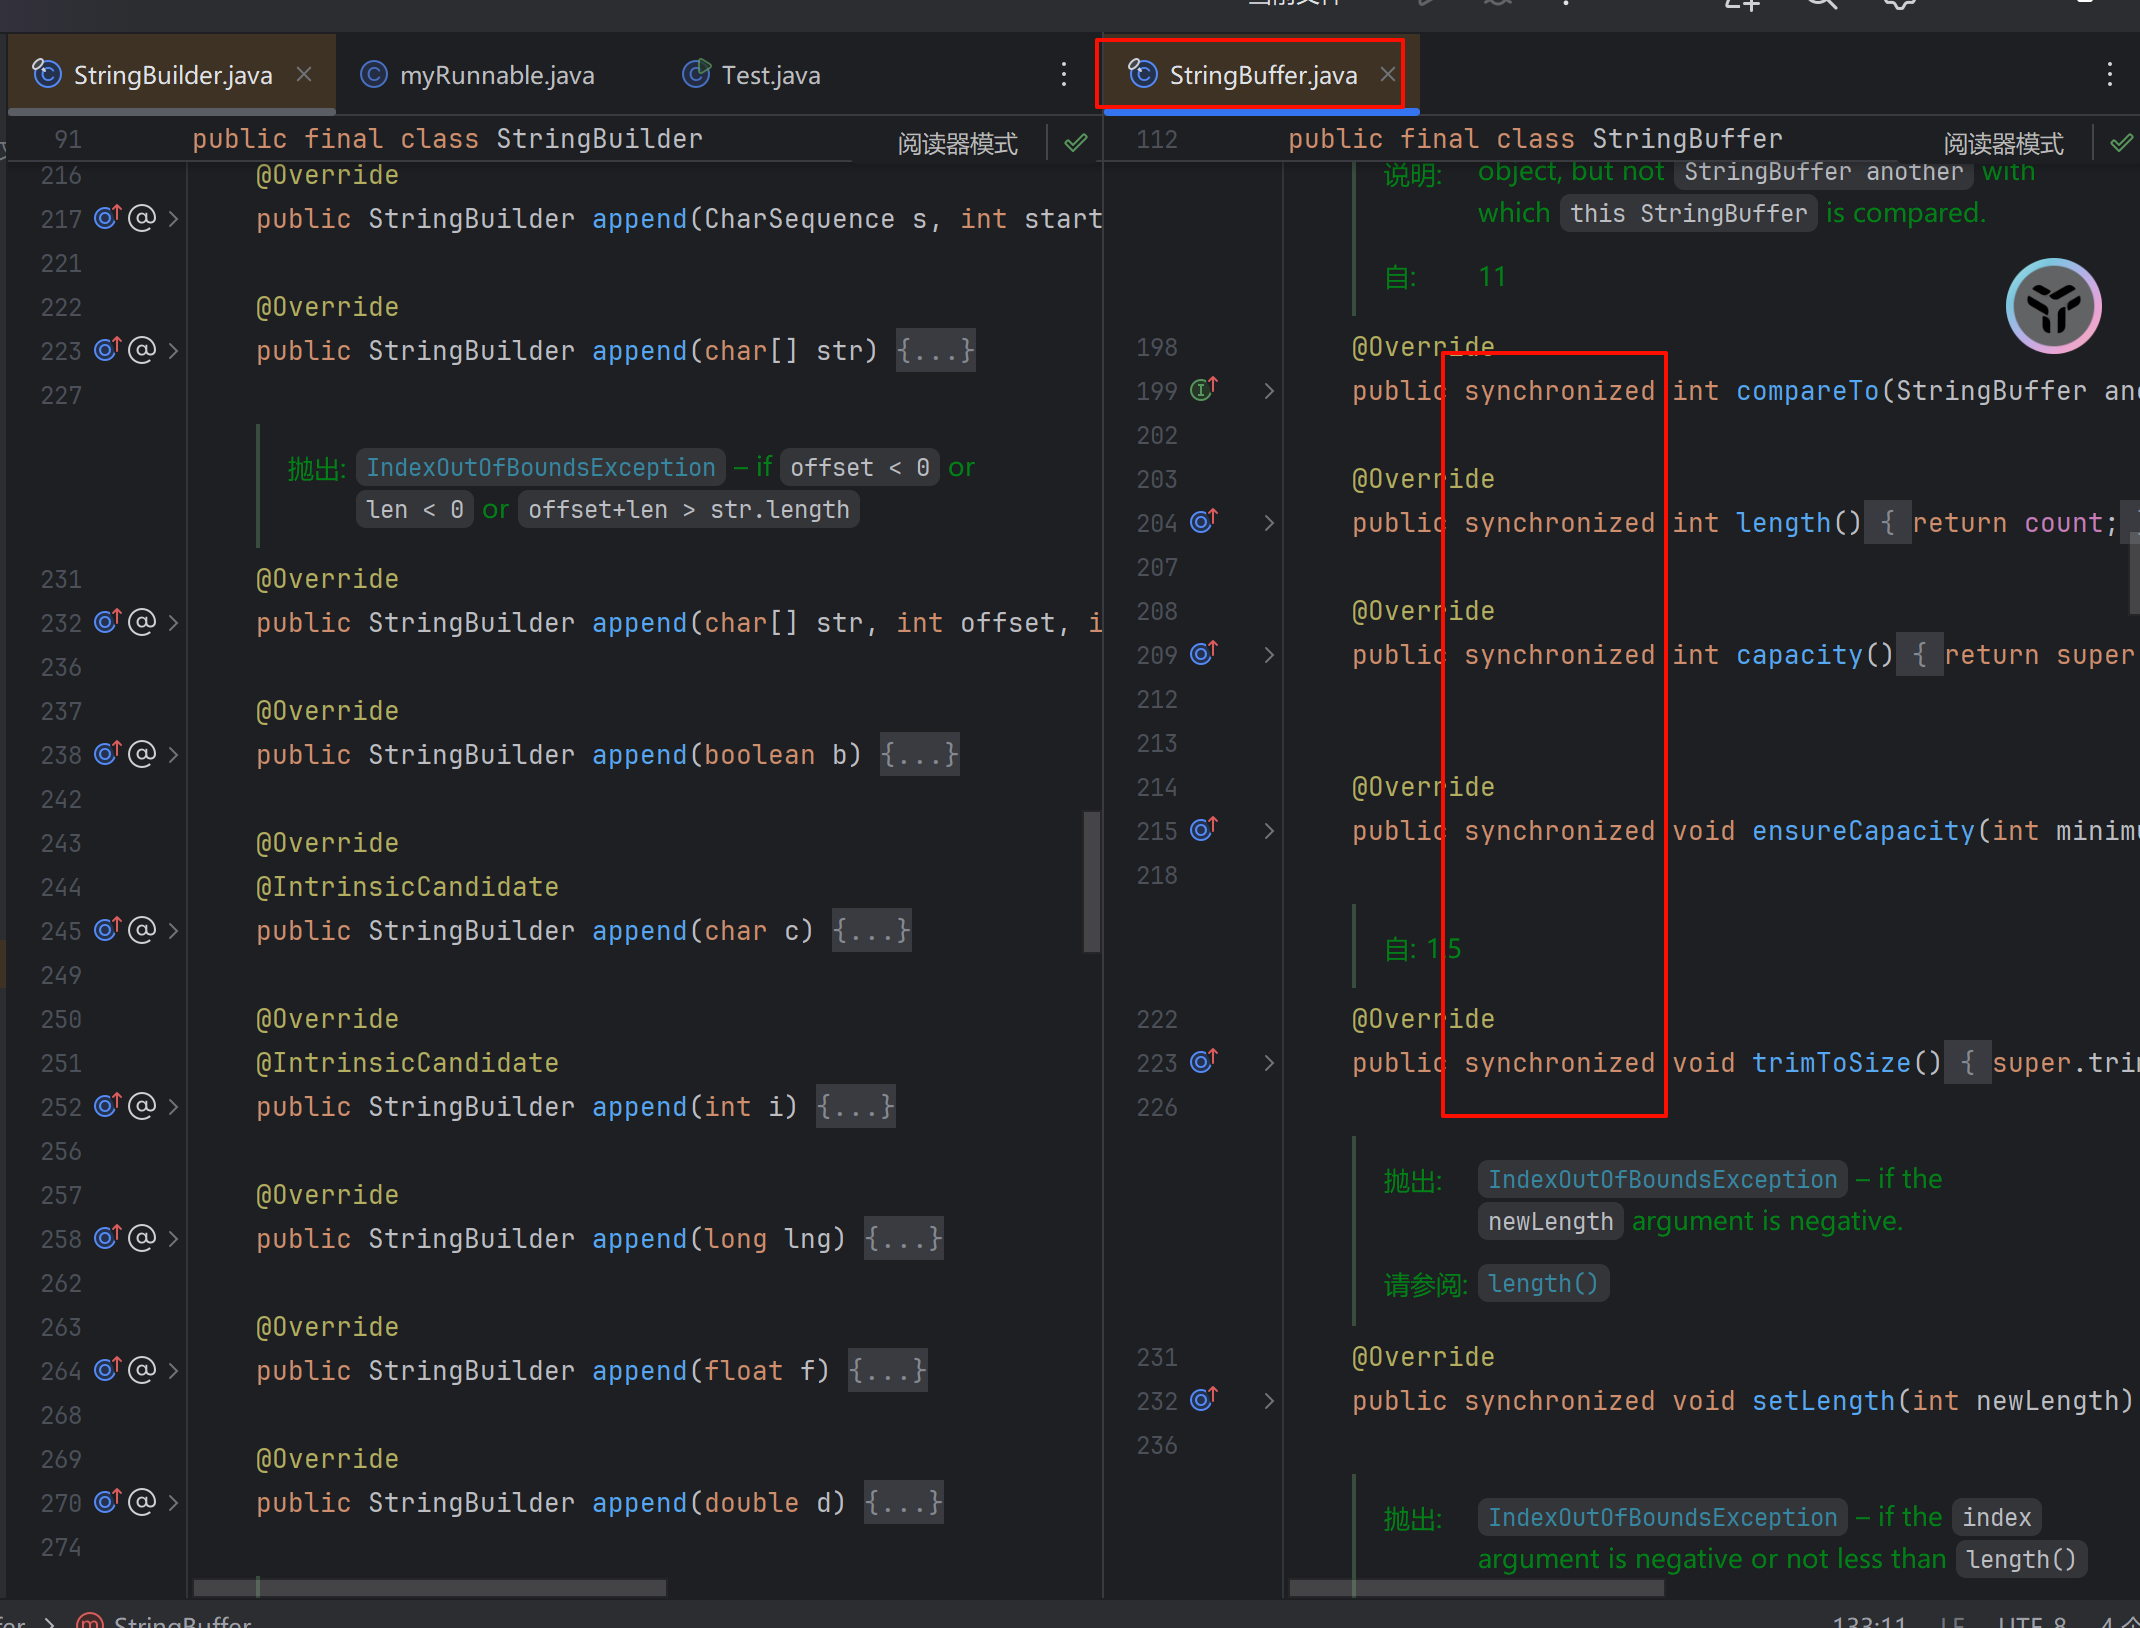 StringBuilder.java
myRunnable.java
Test.java
91 public final class StringBuilder
阅读器模式
216 @Override
217 public StringBuilder append(CharSequence s, int start
221
222 @Override
223 public StringBuilder append(char[] str) {...}
227
抛出: IndexOutOfBoundsException – if offset < 0 or
len < 0 or offset+len > str.length
231 @Override
232 public StringBuilder append(char[] str, int offset, i
236
237 @Override
238 public StringBuilder append(boolean b) {...}
242
243 @Override
244 @IntrinsicCandidate
245 public StringBuilder append(char c) {...}
249
250 @Override
251 @IntrinsicCandidate
252 public StringBuilder append(int i) {...}
256
257 @Override
258 public StringBuilder append(long lng) {...}
262
263 @Override
264 public StringBuilder append(float f) {...}
268
269 @Override
270 public StringBuilder append(double d) {...}
274
StringBuffer.java
112 public final class StringBuffer
阅读器模式
说明: object, but not StringBuffer another with
which this StringBuffer is compared.
自: 11
198 @Override
199 public synchronized int compareTo(StringBuffer an
202
203 @Override
204 public synchronized int length() { return count;
207
208 @Override
209 public synchronized int capacity() { return super
212
213
214 @Override
215 public synchronized void ensureCapacity(int minim
218
自: 1.5
222 @Override
223 public synchronized void trimToSize() { super.tri
226
抛出: IndexOutOfBoundsException – if the
newLength argument is negative.
请参阅: length()
231 @Override
232 public synchronized void setLength(int newLength)
236
抛出: IndexOutOfBoundsException – if the index
argument is negative or not less than length()
StringBuffer
133:11 LF UTF-8